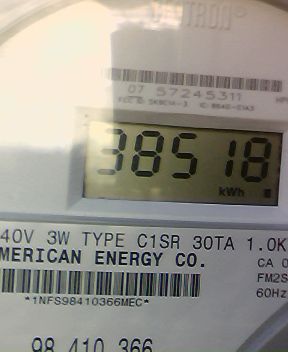 07 57245311
38518
kWh
40V 3W TYPE C1SR 30TA 1.0K
MERICAN ENERGY CO.
CA 0
FM2S
60Hz
*1NFS98410366MEC*
98 410 366